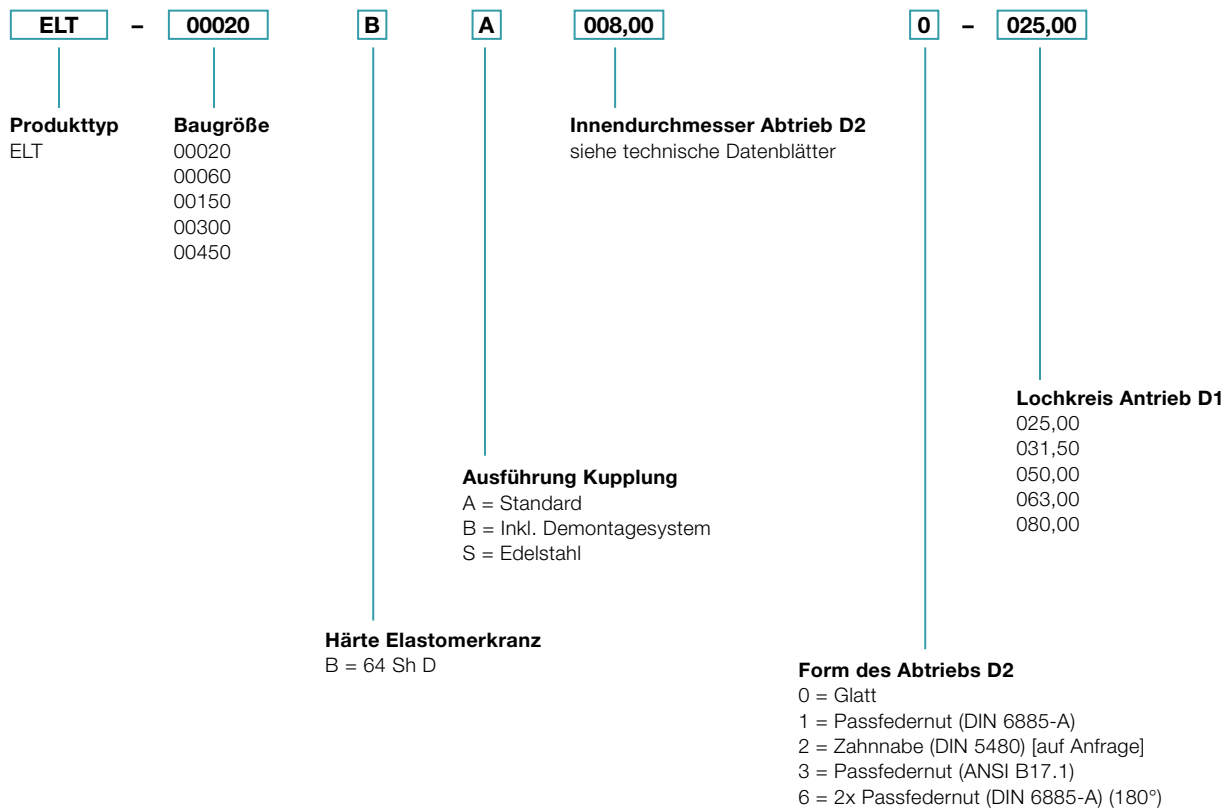 ELT – 00020 B A 008,00 0 – 025,00
Produkttyp
ELT
Baugröße
00020
00060
00150
00300
00450
Innendurchmesser Abtrieb D2
siehe technische Datenblätter
Lochkreis Antrieb D1
025,00
031,50
050,00
063,00
080,00
Ausführung Kupplung
A = Standard
B = Inkl. Demontagesystem
S = Edelstahl
Härte Elastomerkranz
B = 64 Sh D
Form des Abtriebs D2
0 = Glatt
1 = Passfedernut (DIN 6885-A)
2 = Zahnnabe (DIN 5480) [auf Anfrage]
3 = Passfedernut (ANSI B17.1)
6 = 2x Passfedernut (DIN 6885-A) (180°)